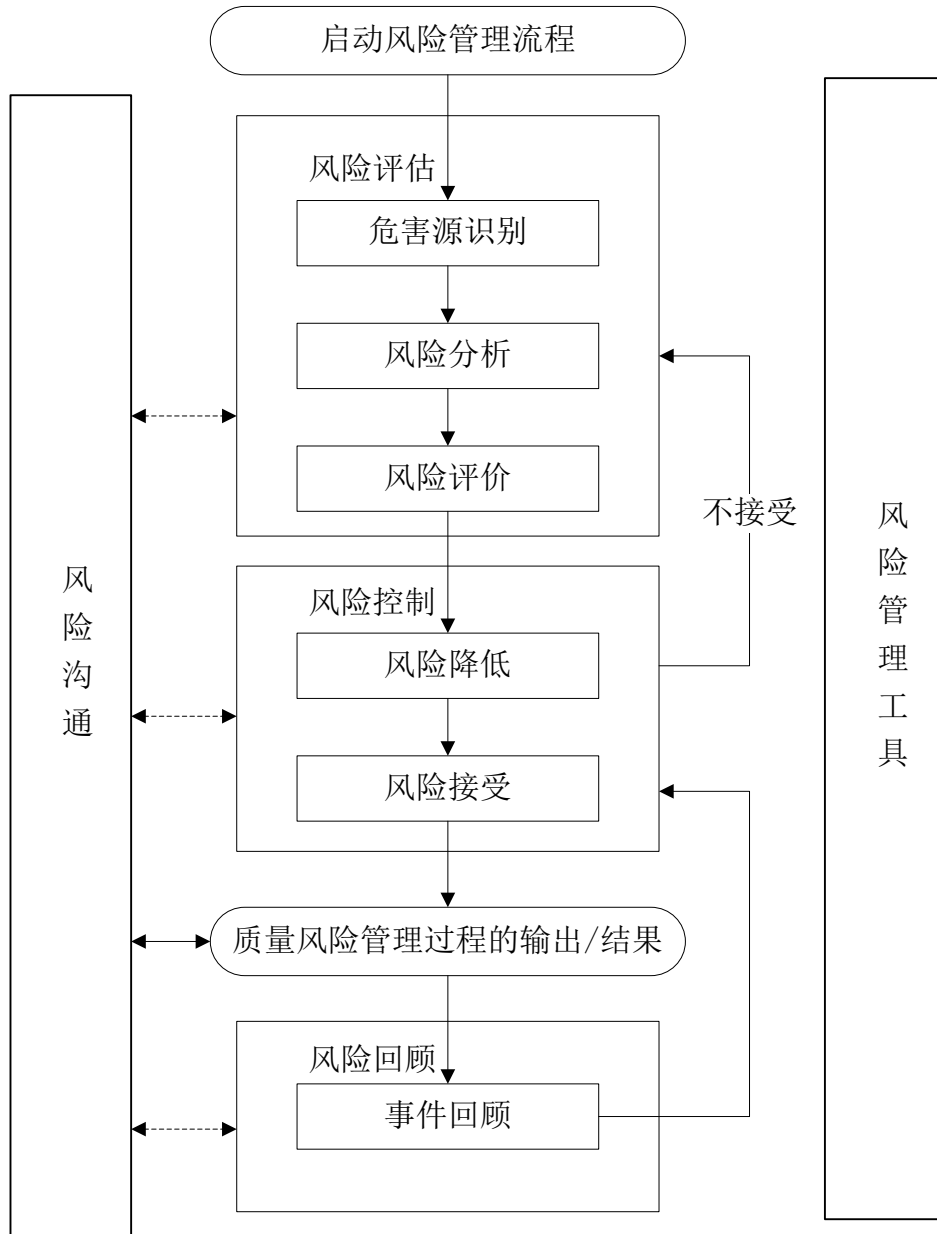 启动风险管理流程
风险评估
危害源识别
风险分析
风险评价
不接受
风险控制
风险降低
风险接受
质量风险管理过程的输出/结果
风险回顾
事件回顾
风险沟通
风险管理工具